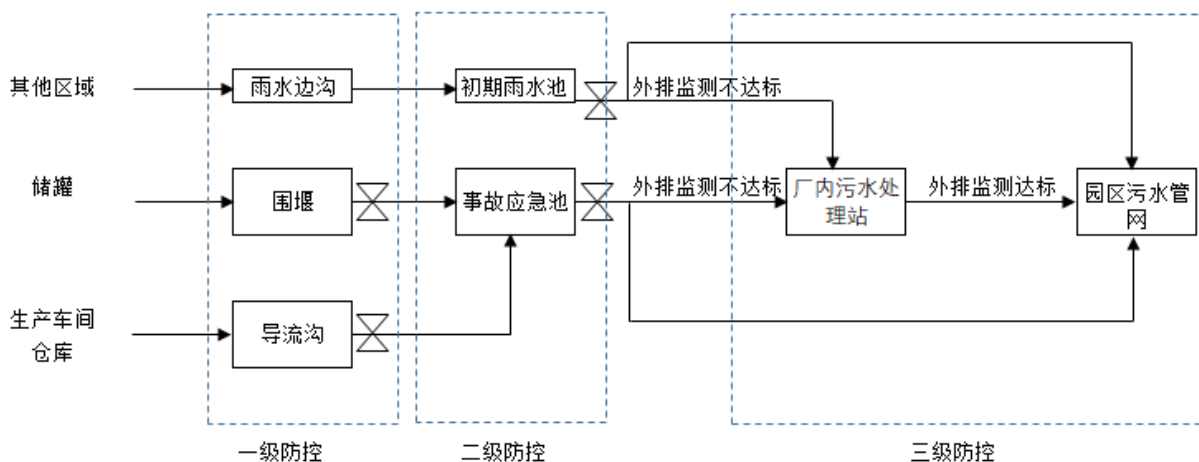 其他区域
雨水边沟
初期雨水池
外排监测不达标
储罐
围堰
事故应急池
外排监测不达标
厂内污水处
理站
外排监测达标
园区污水管
网
生产车间
仓库
导流沟
一级防控
二级防控
三级防控